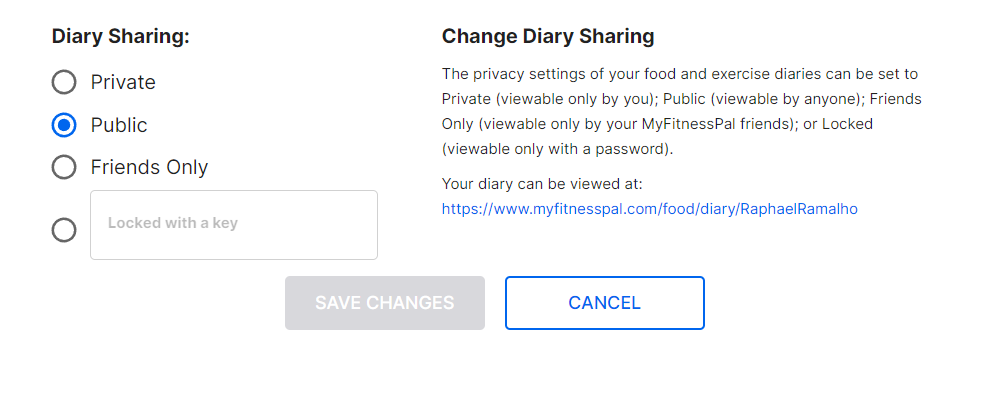 Diary Sharing:
Private
Public
Friends Only
Locked with a key
Change Diary Sharing
The privacy settings of your food and exercise diaries can be set to
Private (viewable only by you); Public (viewable by anyone); Friends
Only (viewable only by your MyFitnessPal friends); or Locked
(viewable only with a password).
Your diary can be viewed at:
https://www.myfitnesspal.com/food/diary/RaphaelRamalho
SAVE CHANGES
CANCEL